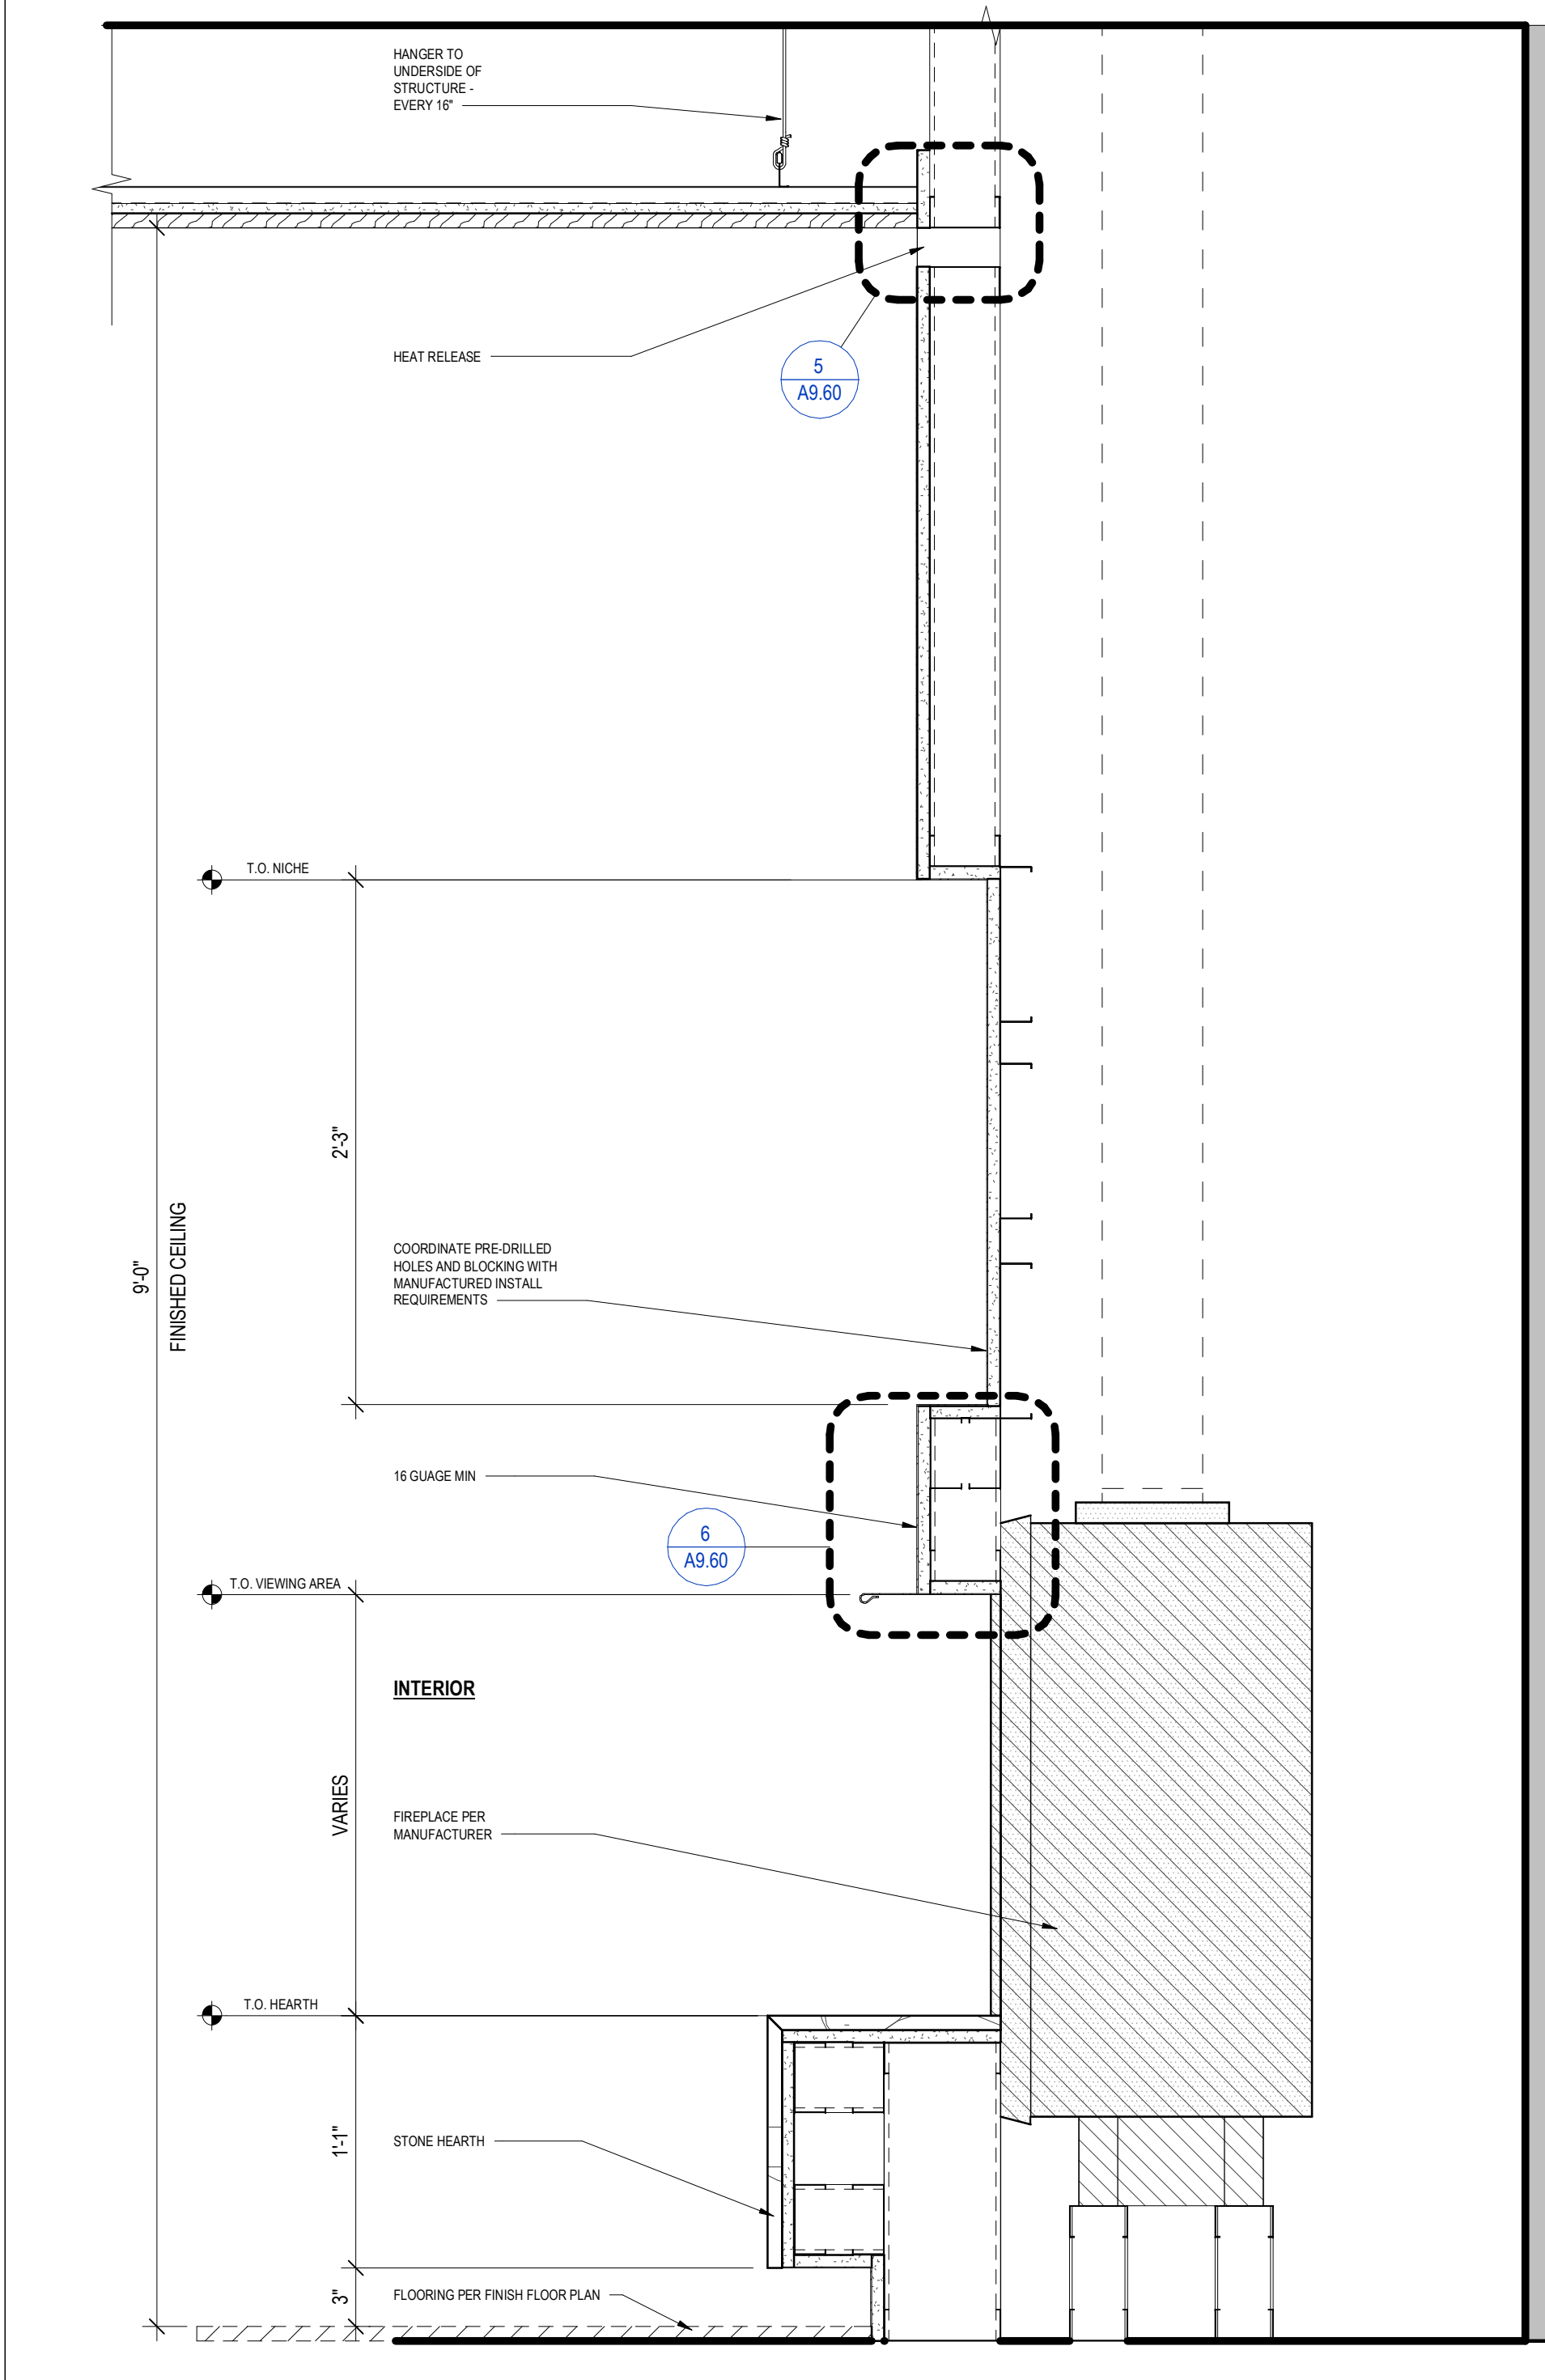 HANGER TO
UNDERSIDE OF
STRUCTURE -
EVERY 16"
HEAT RELEASE
5
A9.60
T.O. NICHE
2'-3"
9'-0"
FINISHED CEILING
COORDINATE PRE-DRILLED
HOLES AND BLOCKING WITH
MANUFACTURED INSTALL
REQUIREMENTS
16 GUAGE MIN
6
A9.60
T.O. VIEWING AREA
INTERIOR
VARIES
FIREPLACE PER
MANUFACTURER
T.O. HEARTH
1'-1"
STONE HEARTH
3"
FLOORING PER FINISH FLOOR PLAN